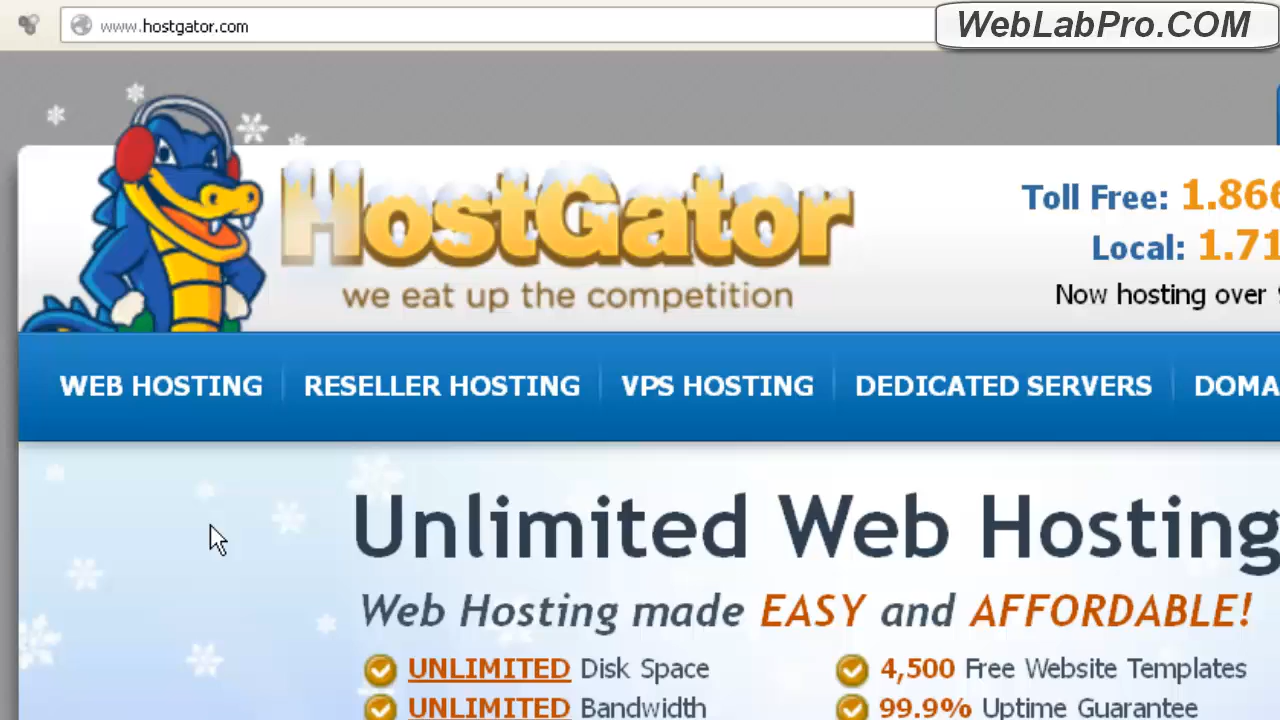 www.hostgator.com
WebLabPro.COM
HostGator
we eat up the competition
Toll Free: 1.866
Local: 1.71
Now hosting over
WEB HOSTING RESELLER HOSTING VPS HOSTING DEDICATED SERVERS DOMA
Unlimited Web Hosting
Web Hosting made EASY and AFFORDABLE!
UNLIMITED Disk Space
4,500 Free Website Templates
UNLIMITED Bandwidth
99.9% Uptime Guarantee